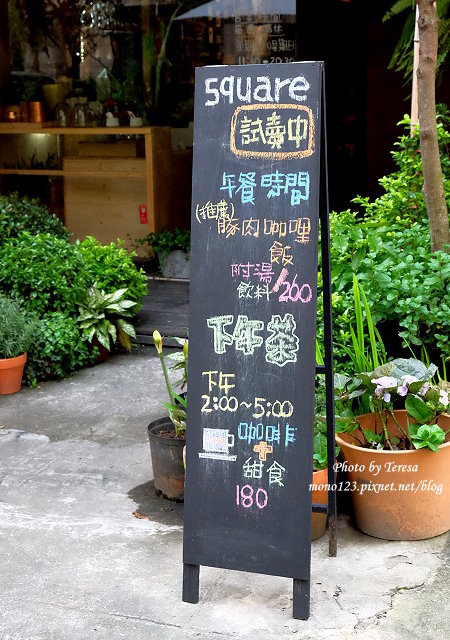 square
試賣中
午餐時間
(推薦)
豚肉咖哩
飯
附湯/
飲料 260
下午茶
下午
2:00~5:00
咖啡
+
甜食
180
Photo by Teresa
mono123.pixnet.net/blog